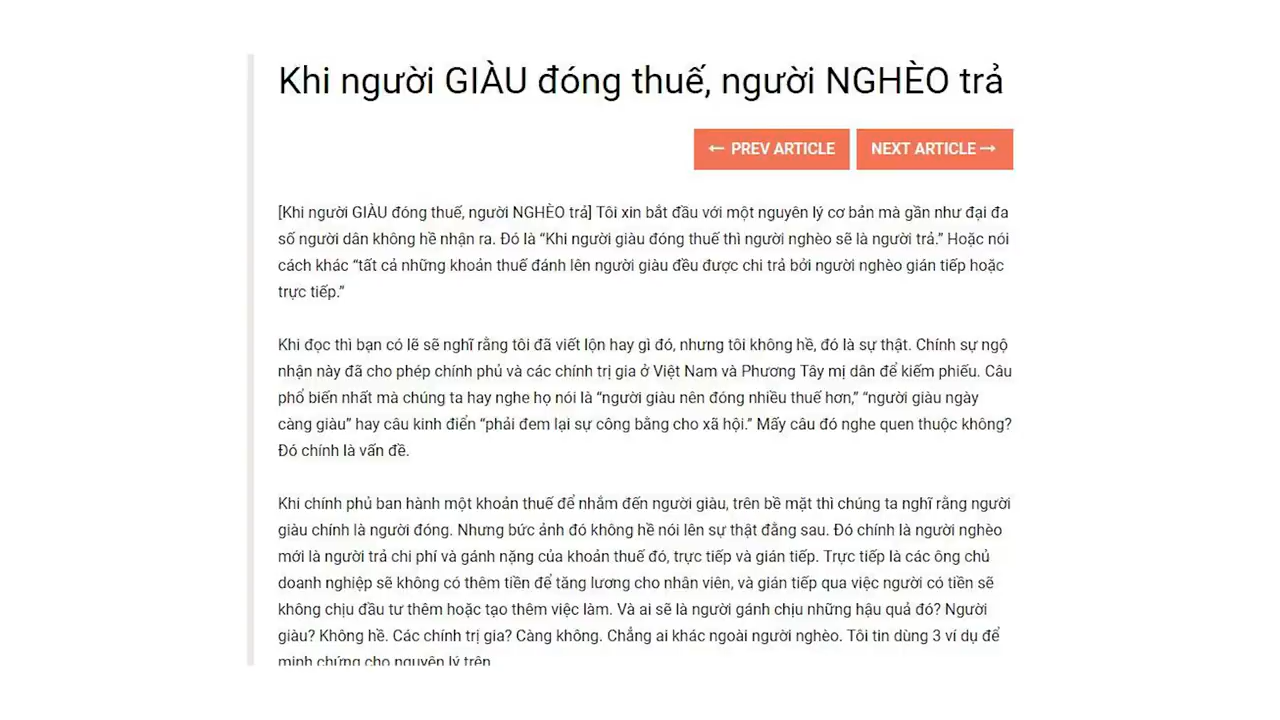 Khi người GIÀU đóng thuế, người NGHÈO trả
← PREV ARTICLE
NEXT ARTICLE →
[Khi người GIÀU đóng thuế, người NGHÈO trả] Tôi xin bắt đầu với một nguyên lý cơ bản mà gần như đại đa
số người dân không hề nhận ra. Đó là “Khi người giàu đóng thuế thì người nghèo sẽ là người trả.” Hoặc nói
cách khác “tất cả những khoản thuế đánh lên người giàu đều được chi trả bởi người nghèo gián tiếp hoặc
trực tiếp.”
Khi đọc thì bạn có lẽ sẽ nghĩ rằng tôi đã viết lộn hay gì đó, nhưng tôi không hề, đó là sự thật. Chính sự ngộ
nhận này đã cho phép chính phủ và các chính trị gia ở Việt Nam và Phương Tây mị dân để kiếm phiếu. Câu
phổ biến nhất mà chúng ta hay nghe họ nói là “người giàu nên đóng nhiều thuế hơn,” “người giàu ngày
càng giàu” hay câu kinh điển “phải đem lại sự công bằng cho xã hội.” Mấy câu đó nghe quen thuộc không?
Đó chính là vấn đề.
Khi chính phủ ban hành một khoản thuế để nhắm đến người giàu, trên bề mặt thì chúng ta nghĩ rằng người
giàu chính là người đóng. Nhưng bức ảnh đó không hề nói lên sự thật đằng sau. Đó chính là người nghèo
mới là người trả chi phí và gánh nặng của khoản thuế đó, trực tiếp và gián tiếp. Trực tiếp là các ông chủ
doanh nghiệp sẽ không có thêm tiền để tăng lương cho nhân viên, và gián tiếp qua việc người có tiền sẽ
không chịu đầu tư thêm hoặc tạo thêm việc làm. Và ai sẽ là người gánh chịu những hậu quả đó? Người
giàu? Không hề. Các chính trị gia? Càng không. Chẳng ai khác ngoài người nghèo. Tôi tin dùng 3 ví dụ để
minh chứng cho nguyên lý trên